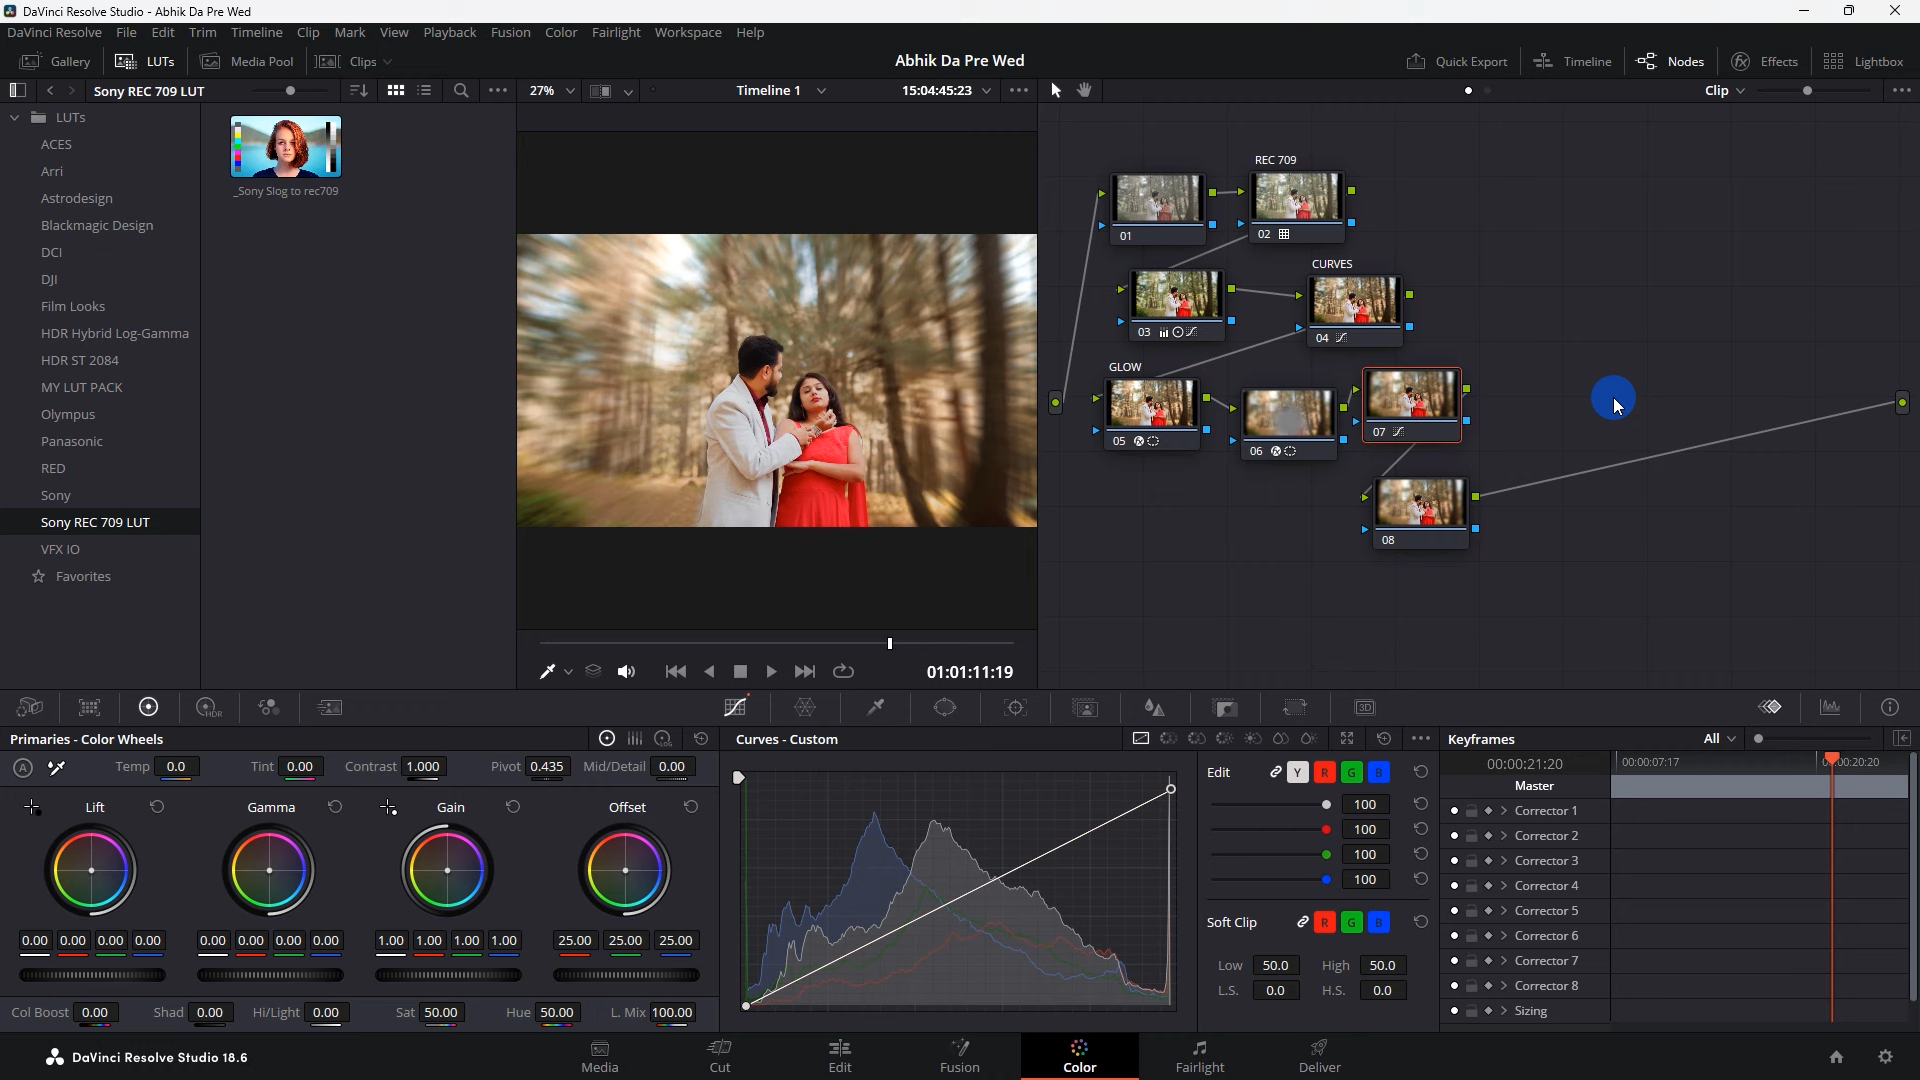 DaVinci Resolve Studio - Abhik Da Pre Wed
DaVinci Resolve File Edit Trim Timeline Clip Mark View Playback Fusion Color Fairlight Workspace Help
Gallery LUTs Media Pool Clips Abhik Da Pre Wed Quick Export Timeline Nodes Effects Lightbox
Sony REC 709 LUT 27% Timeline 1 15:04:45:23 Clip
LUTs
ACES
Arri
Astrodesign
Blackmagic Design
DCI
DJI
Film Looks
HDR Hybrid Log-Gamma
HDR ST 2084
MY LUT PACK
Olympus
Panasonic
RED
Sony
Sony REC 709 LUT
VFX IO
Favorites
_Sony Slog to rec709
01:01:11:19
REC 709
01
02
CURVES
03
04
GLOW
05
06
07
08
Primaries - Color Wheels
A Temp 0.0 Tint 0.00 Contrast 1.000 Pivot 0.435 Mid/Detail 0.00
Lift Gamma Gain Offset
0.00 0.00 0.00 0.00 0.00 0.00 0.00 0.00 1.00 1.00 1.00 1.00 25.00 25.00 25.00
Col Boost 0.00 Shad 0.00 Hi/Light 0.00 Sat 50.00 Hue 50.00 L. Mix 100.00
HDR
LOG
3D
Curves - Custom
Edit Y R G B
100
100
100
100
Soft Clip R G B
Low 50.0 High 50.0
L.S. 0.0 H.S. 0.0
Keyframes All
00:00:21:20 00:00:07:17
Master
Corrector 1
Corrector 2
Corrector 3
Corrector 4
Corrector 5
Corrector 6
Corrector 7
Corrector 8
Sizing
DaVinci Resolve Studio 18.6
Media Cut Edit Fusion Color Fairlight Deliver